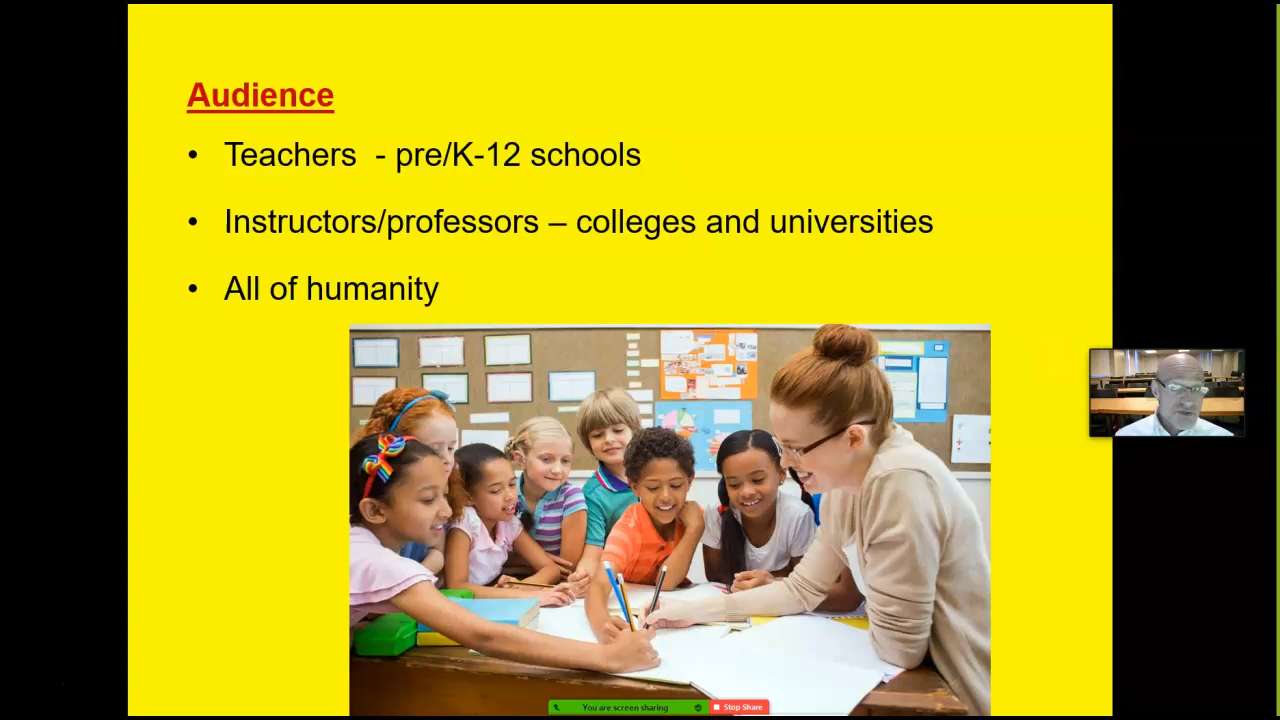 Audience
• Teachers - pre/K-12 schools
• Instructors/professors – colleges and universities
• All of humanity
You are screen sharing
Stop Share